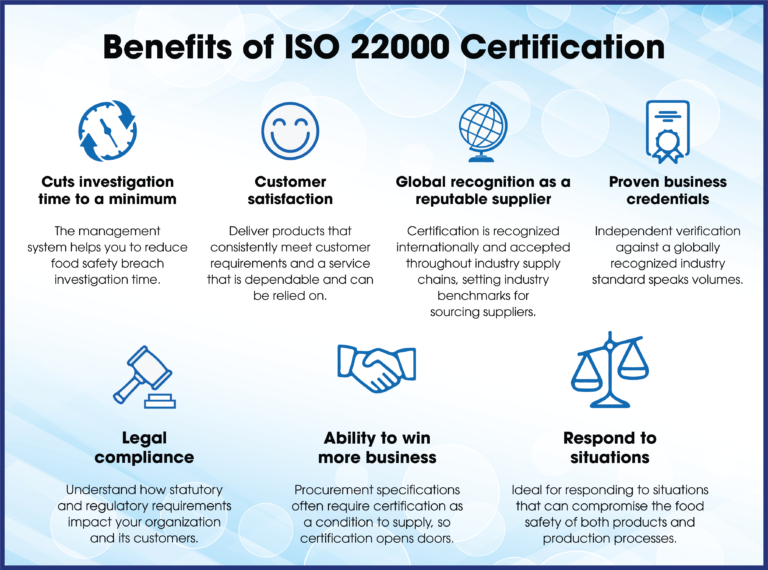 Benefits of ISO 22000 Certification
Cuts investigation
time to a minimum
The management
system helps you to reduce
food safety breach
investigation time.
Customer
satisfaction
Deliver products that
consistently meet customer
requirements and a service
that is dependable and can
be relied on.
Global recognition as a
reputable supplier
Certification is recognized
internationally and accepted
throughout industry supply
chains, setting industry
benchmarks for
sourcing suppliers.
Proven business
credentials
Independent verification
against a globally
recognized industry
standard speaks volumes.
Legal
compliance
Understand how statutory
and regulatory requirements
impact your organization
and its customers.
Ability to win
more business
Procurement specifications
often require certification as
a condition to supply, so
certification opens doors.
Respond to
situations
Ideal for responding to situations
that can compromise the food
safety of both products and
production processes.